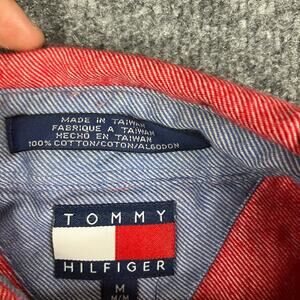 MADE IN TAIWAN
FABRIQUE A TAIWAN
HECHO EN TAIWAN
100% COTTON/COTON/ALGODON
TOMMY
HILFIGER
M
M/M